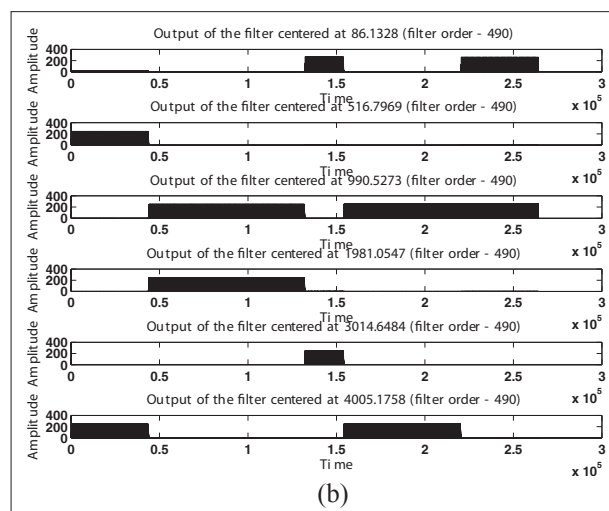 Output of the filter centered at 86.1328 (filter order - 490)
Amplitude
400
200
0
0 0.5 1 1.5 2 2.5 3
Time
x 10^5
Output of the filter centered at 516.7969 (filter order - 490)
Amplitude
400
200
0
0 0.5 1 1.5 2 2.5 3
Time
x 10^5
Output of the filter centered at 990.5273 (filter order - 490)
Amplitude
400
200
0
0 0.5 1 1.5 2 2.5 3
Time
x 10^5
Output of the filter centered at 1981.0547 (filter order - 490)
Amplitude
400
200
0
0 0.5 1 1.5 2 2.5 3
Time
x 10^5
Output of the filter centered at 3014.6484 (filter order - 490)
Amplitude
400
200
0
0 0.5 1 1.5 2 2.5 3
Time
x 10^5
Output of the filter centered at 4005.1758 (filter order - 490)
Amplitude
400
200
0
0 0.5 1 1.5 2 2.5 3
Time
x 10^5
(b)